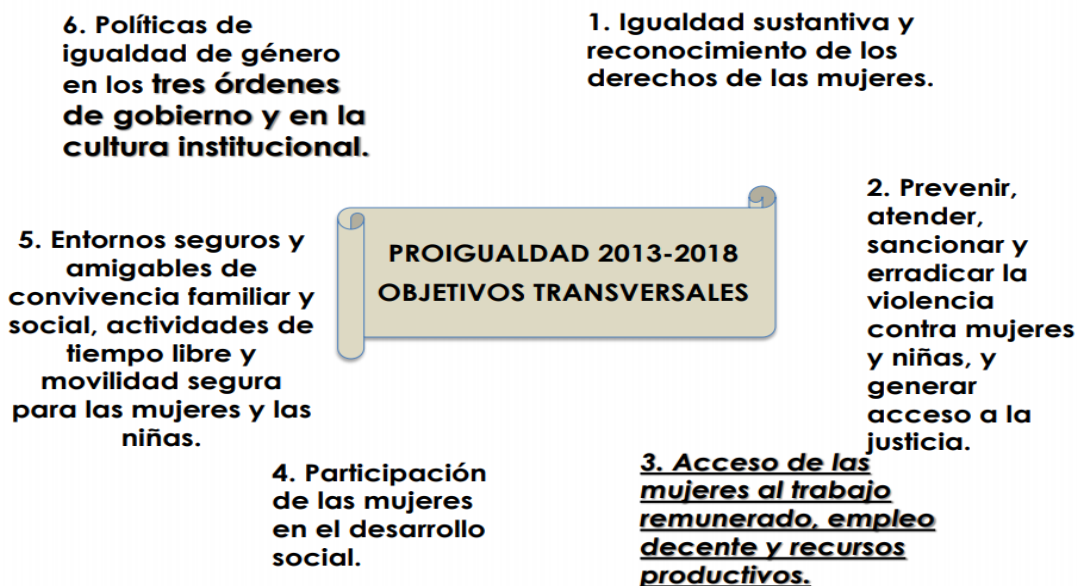 6. Políticas de
igualdad de género
en los tres órdenes
de gobierno y en la
cultura institucional.
1. Igualdad sustantiva y
reconocimiento de los
derechos de las mujeres.
2. Prevenir,
atender,
sancionar y
erradicar la
violencia
contra mujeres
y niñas, y
generar
acceso a la
justicia.
PROIGUALDAD 2013-2018
OBJETIVOS TRANSVERSALES
5. Entornos seguros y
amigables de
convivencia familiar y
social, actividades de
tiempo libre y
movilidad segura
para las mujeres y las
niñas.
4. Participación
de las mujeres
en el desarrollo
social.
3. Acceso de las
mujeres al trabajo
remunerado, empleo
decente y recursos
productivos.